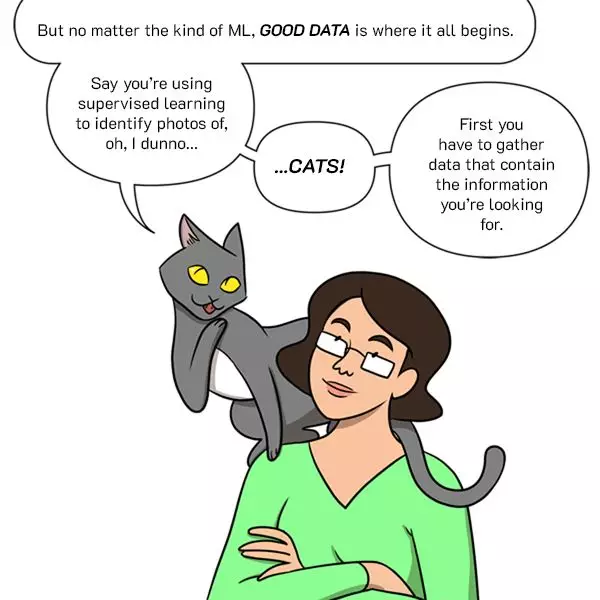 But no matter the kind of ML, GOOD DATA is where it all begins.
Say you're using
supervised learning
to identify photos of,
oh, I dunno...
...CATS!
First you
have to gather
data that contain
the information
you're looking
for.